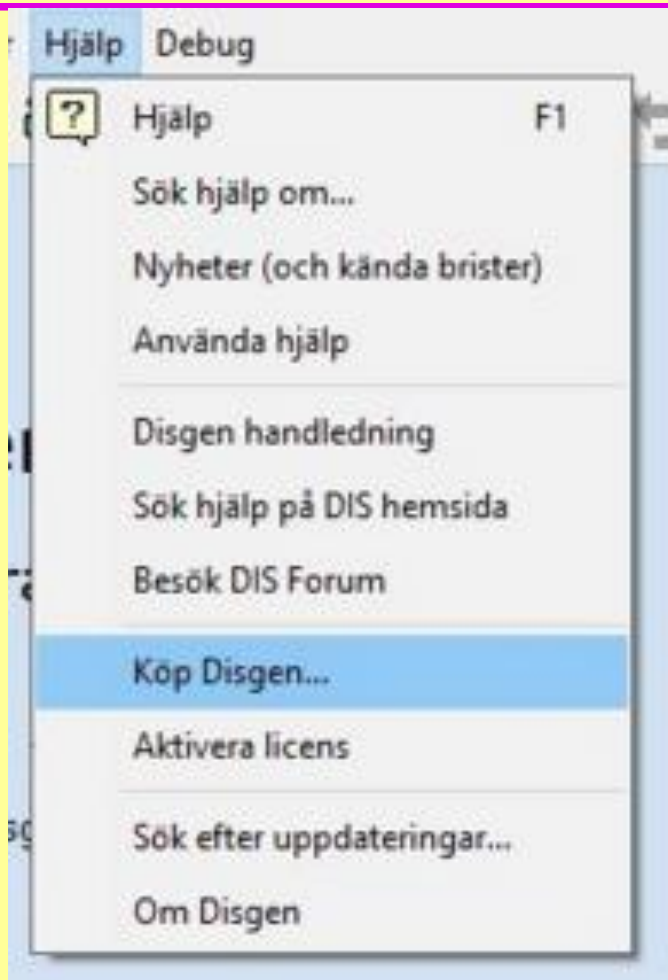 Hjälp Debug
Hjälp F1
Sök hjälp om...
Nyheter (och kända brister)
Använda hjälp
Disgen handledning
Sök hjälp på DIS hemsida
Besök DIS Forum
Köp Disgen...
Aktivera licens
Sök efter uppdateringar...
Om Disgen